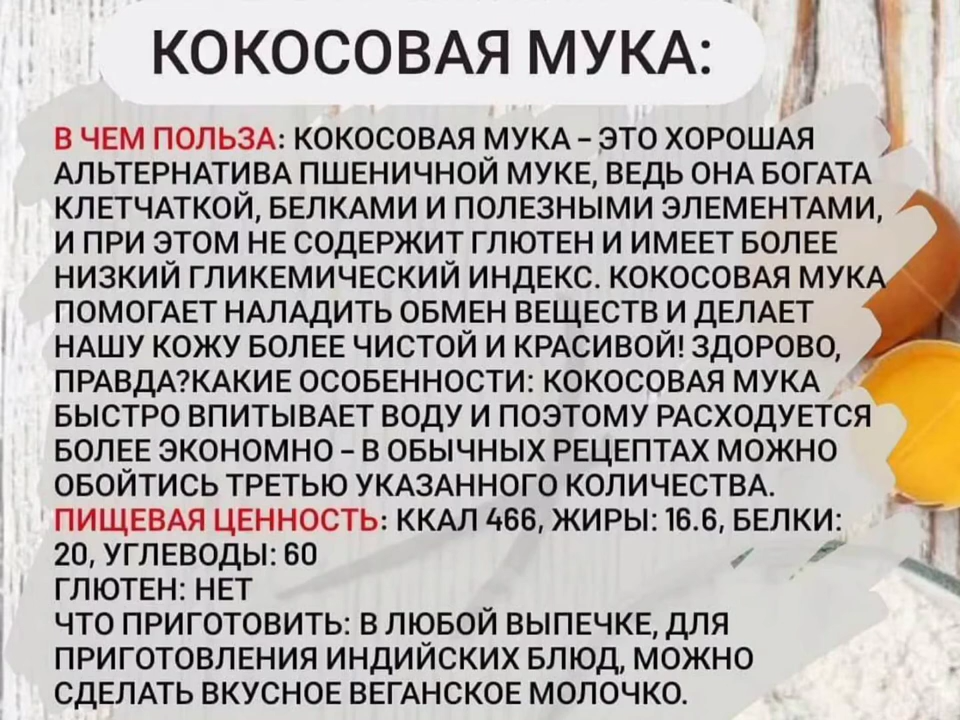 КОКОСОВАЯ МУКА:
В ЧЕМ ПОЛЬЗА: КОКОСОВАЯ МУКА – ЭТО ХОРОШАЯ
АЛЬТЕРНАТИВА ПШЕНИЧНОЙ МУКЕ, ВЕДЬ ОНА БОГАТА
КЛЕТЧАТКОЙ, БЕЛКАМИ И ПОЛЕЗНЫМИ ЭЛЕМЕНТАМИ,
И ПРИ ЭТОМ НЕ СОДЕРЖИТ ГЛЮТЕН И ИМЕЕТ БОЛЕЕ
НИЗКИЙ ГЛИКЕМИЧЕСКИЙ ИНДЕКС. КОКОСОВАЯ МУКА
ПОМОГАЕТ НАЛАДИТЬ ОБМЕН ВЕЩЕСТВ И ДЕЛАЕТ
НАШУ КОЖУ БОЛЕЕ ЧИСТОЙ И КРАСИВОЙ! ЗДОРОВО,
ПРАВДА?КАКИЕ ОСОБЕННОСТИ: КОКОСОВАЯ МУКА
БЫСТРО ВПИТЫВАЕТ ВОДУ И ПОЭТОМУ РАСХОДУЕТСЯ
БОЛЕЕ ЭКОНОМНО – В ОБЫЧНЫХ РЕЦЕПТАХ МОЖНО
ОБОЙТИСЬ ТРЕТЬЮ УКАЗАННОГО КОЛИЧЕСТВА.
ПИЩЕВАЯ ЦЕННОСТЬ: ККАЛ 466, ЖИРЫ: 16.6, БЕЛКИ:
20, УГЛЕВОДЫ: 60
ГЛЮТЕН: НЕТ
ЧТО ПРИГОТОВИТЬ: В ЛЮБОЙ ВЫПЕЧКЕ, ДЛЯ
ПРИГОТОВЛЕНИЯ ИНДИЙСКИХ БЛЮД, МОЖНО
СДЕЛАТЬ ВКУСНОЕ ВЕГАНСКОЕ МОЛОЧКО.